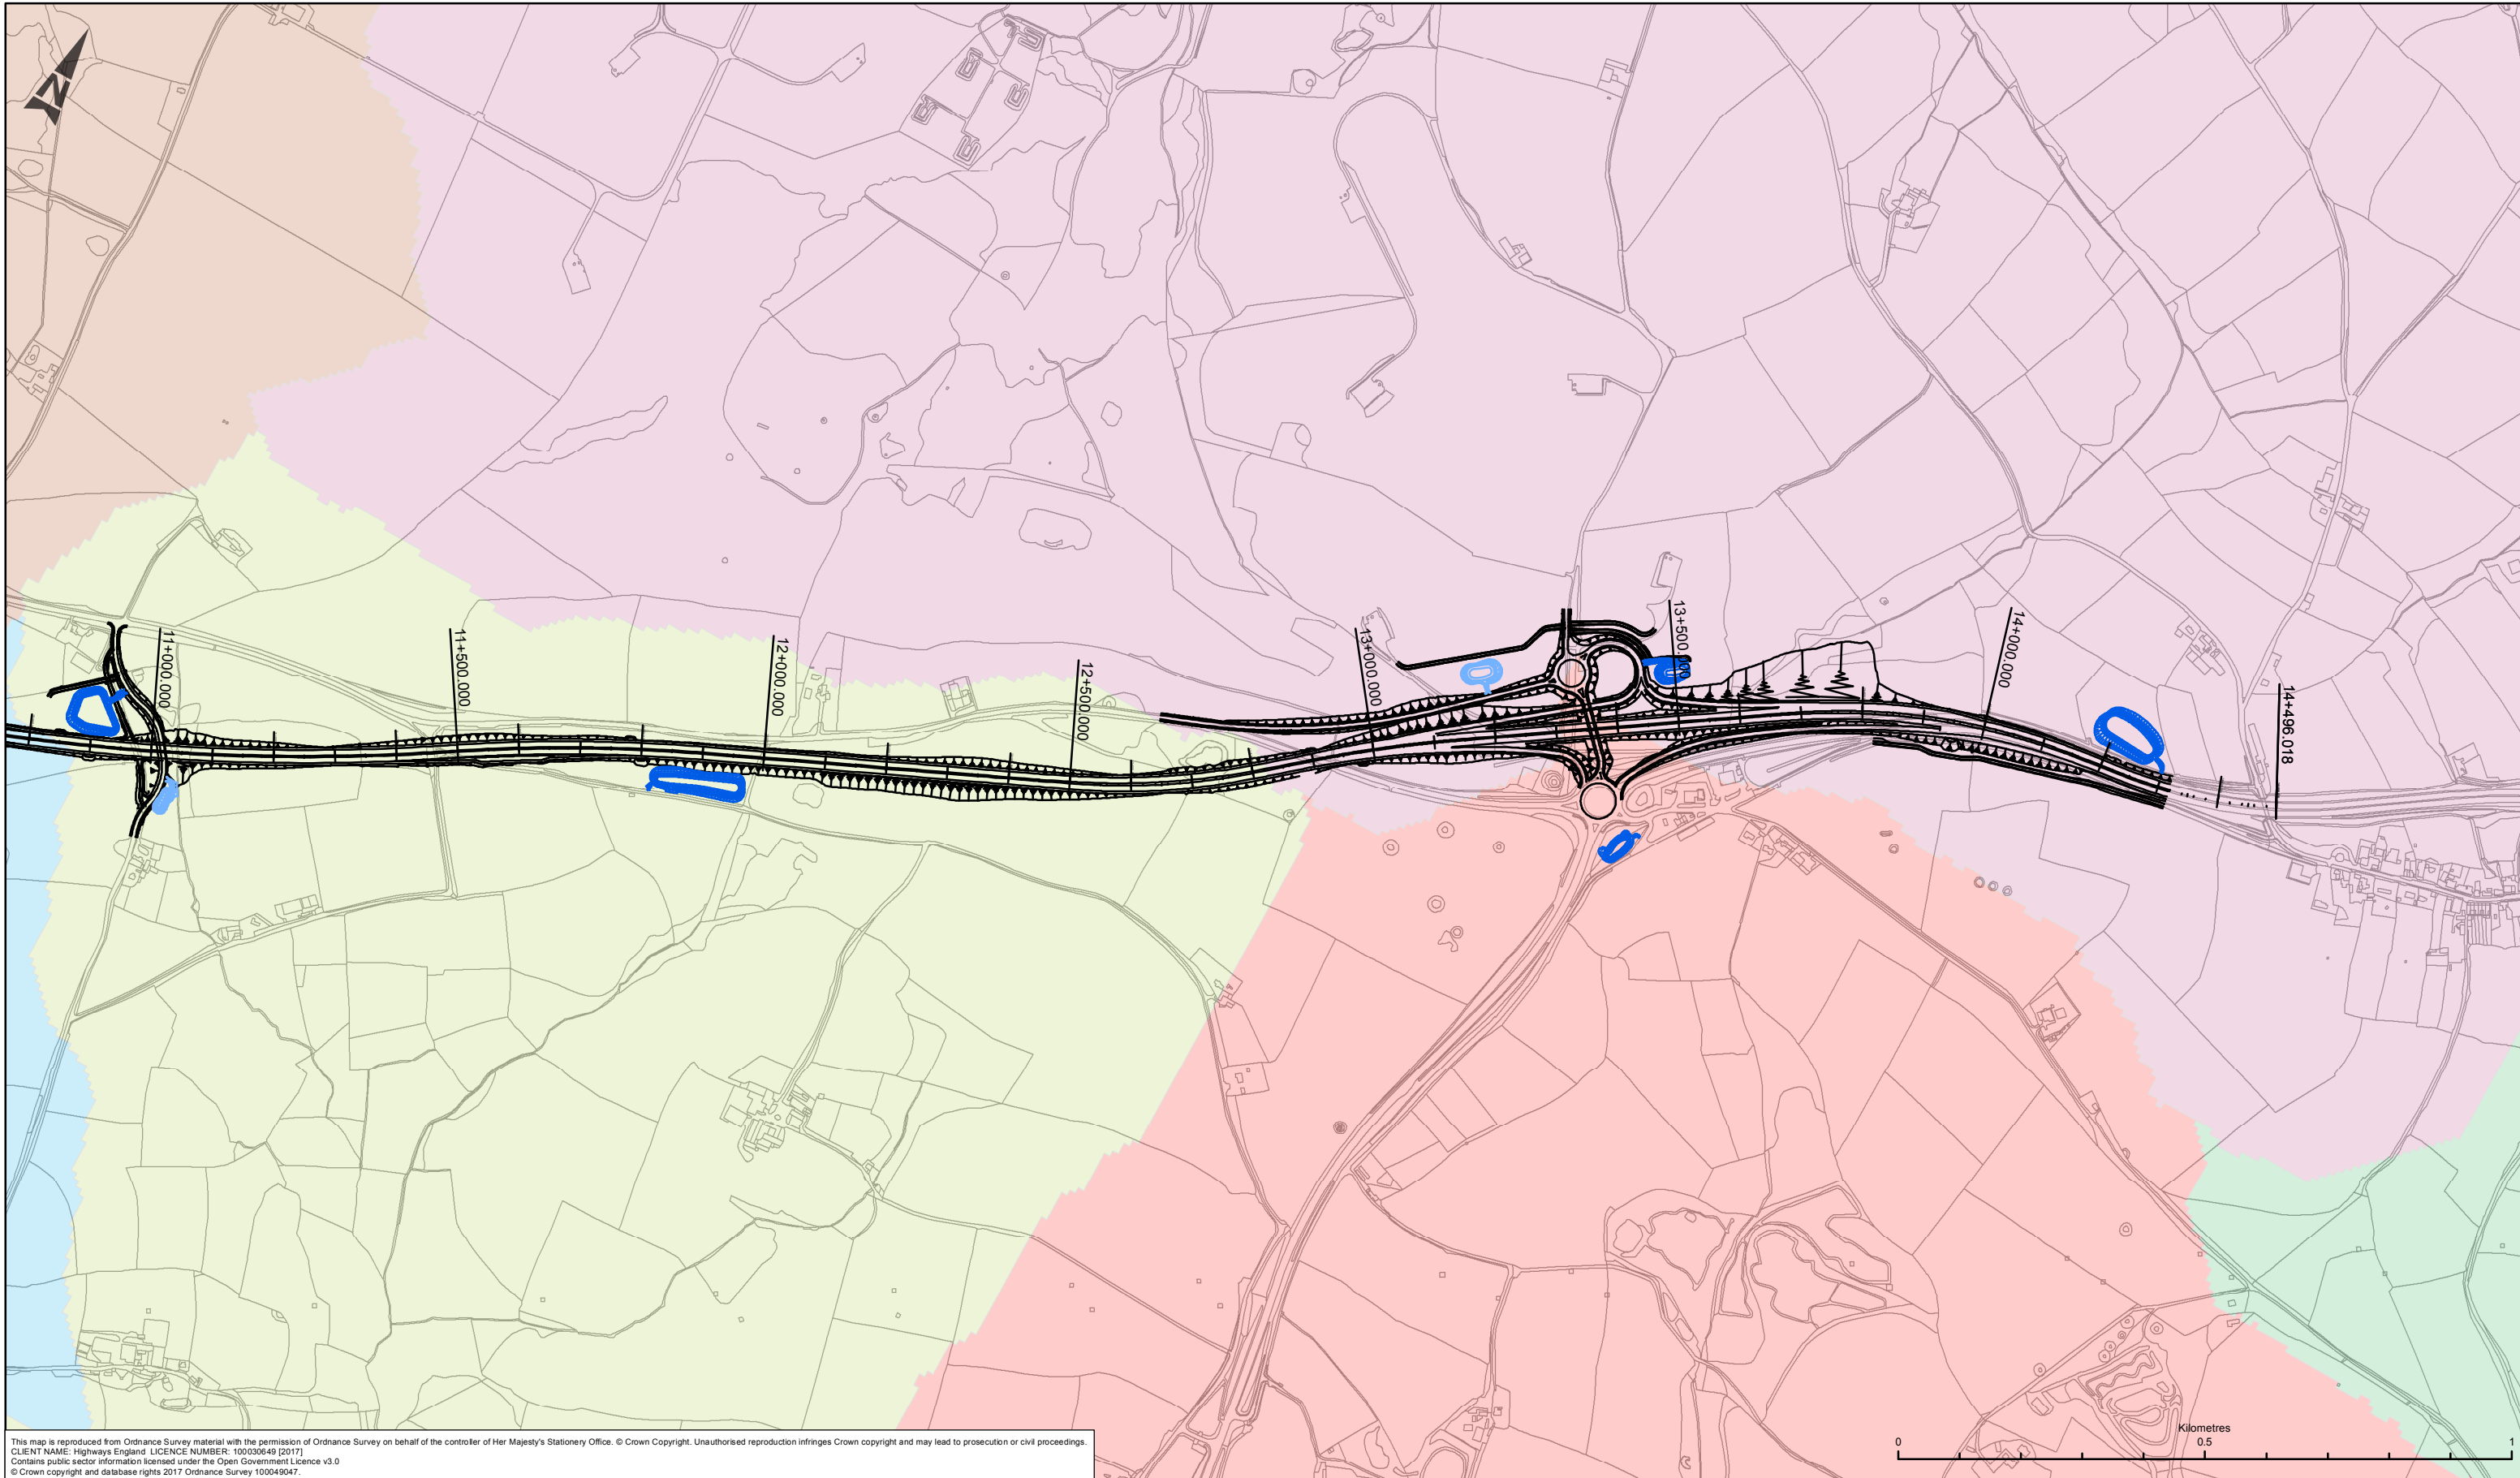 N
11+000.000
11+500.000
12+000.000
12+500.000
13+000.000
13+500.000
14+000.000
14+496.018
Kilometres
0 0.5 1
This map is reproduced from Ordnance Survey material with the permission of Ordnance Survey on behalf of the controller of Her Majesty's Stationery Office. © Crown Copyright. Unauthorised reproduction infringes Crown copyright and may lead to prosecution or civil proceedings.
CLIENT NAME: Highways England LICENCE NUMBER: 100030649 [2017]
Contains public sector information licensed under the Open Government Licence v3.0
© Crown copyright and database rights 2017 Ordnance Survey 100049047.